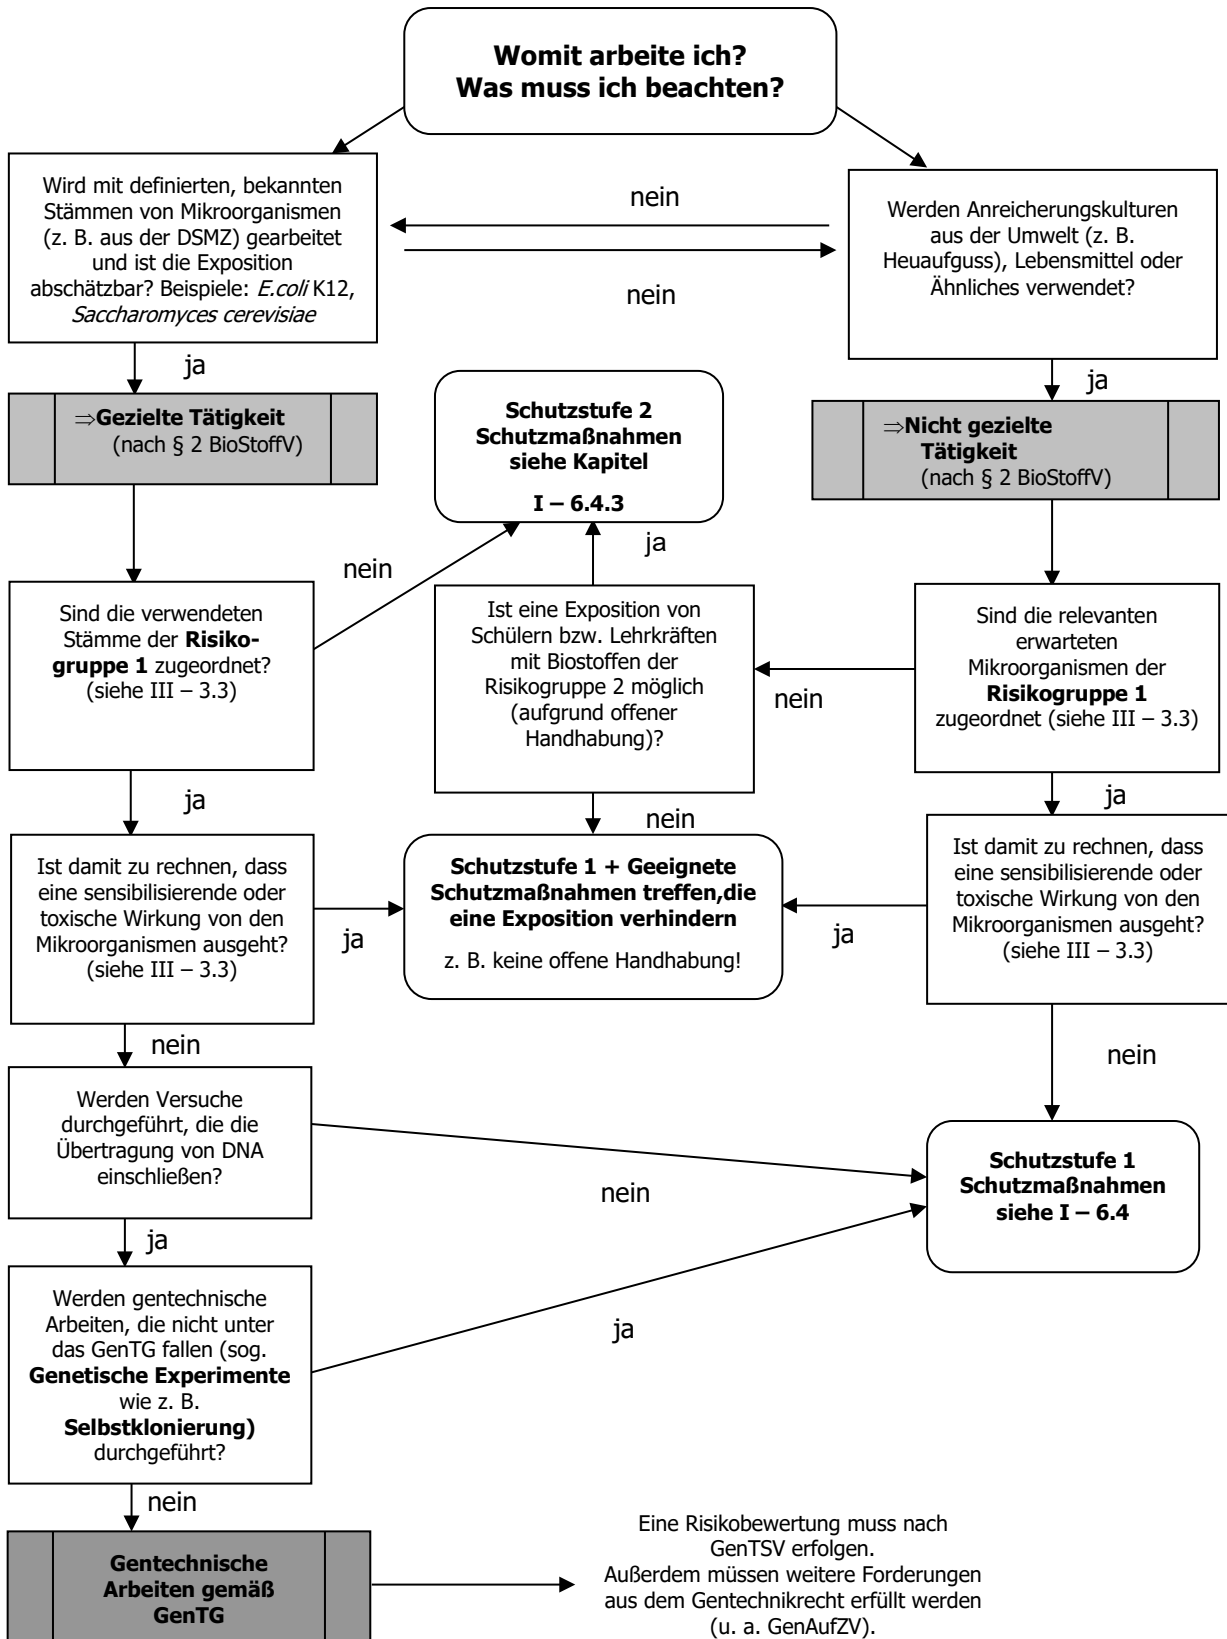 Womit arbeite ich?
Was muss ich beachten?
Wird mit definierten, bekannten
Stämmen von Mikroorganismen
(z. B. aus der DSMZ) gearbeitet
und ist die Exposition
abschätzbar? Beispiele: E.coli K12,
Saccharomyces cerevisiae
nein
nein
Werden Anreicherungskulturen
aus der Umwelt (z. B.
Heuaufguss), Lebensmittel oder
Ähnliches verwendet?
ja
ja
⇒Gezielte Tätigkeit
(nach § 2 BioStoffV)
Schutzstufe 2
Schutzmaßnahmen
siehe Kapitel
I – 6.4.3
⇒Nicht gezielte
Tätigkeit
(nach § 2 BioStoffV)
nein
ja
Sind die verwendeten
Stämme der Risiko-
gruppe 1 zugeordnet?
(siehe III – 3.3)
Ist eine Exposition von
Schülern bzw. Lehrkräften
mit Biostoffen der
Risikogruppe 2 möglich
(aufgrund offener
Handhabung)?
nein
Sind die relevanten
erwarteten
Mikroorganismen der
Risikogruppe 1
zugeordnet (siehe III – 3.3)
ja
nein
ja
Ist damit zu rechnen, dass
eine sensibilisierende oder
toxische Wirkung von den
Mikroorganismen ausgeht?
(siehe III – 3.3)
ja
Schutzstufe 1 + Geeignete
Schutzmaßnahmen treffen,die
eine Exposition verhindern
z. B. keine offene Handhabung!
ja
Ist damit zu rechnen, dass
eine sensibilisierende oder
toxische Wirkung von den
Mikroorganismen ausgeht?
(siehe III – 3.3)
nein
nein
Werden Versuche
durchgeführt, die die
Übertragung von DNA
einschließen?
nein
Schutzstufe 1
Schutzmaßnahmen
siehe I – 6.4
ja
Werden gentechnische
Arbeiten, die nicht unter
das GenTG fallen (sog.
Genetische Experimente
wie z. B.
Selbstklonierung)
durchgeführt?
ja
nein
Gentechnische
Arbeiten gemäß
GenTG
Eine Risikobewertung muss nach
GenTSV erfolgen.
Außerdem müssen weitere Forderungen
aus dem Gentechnikrecht erfüllt werden
(u. a. GenAufZV).